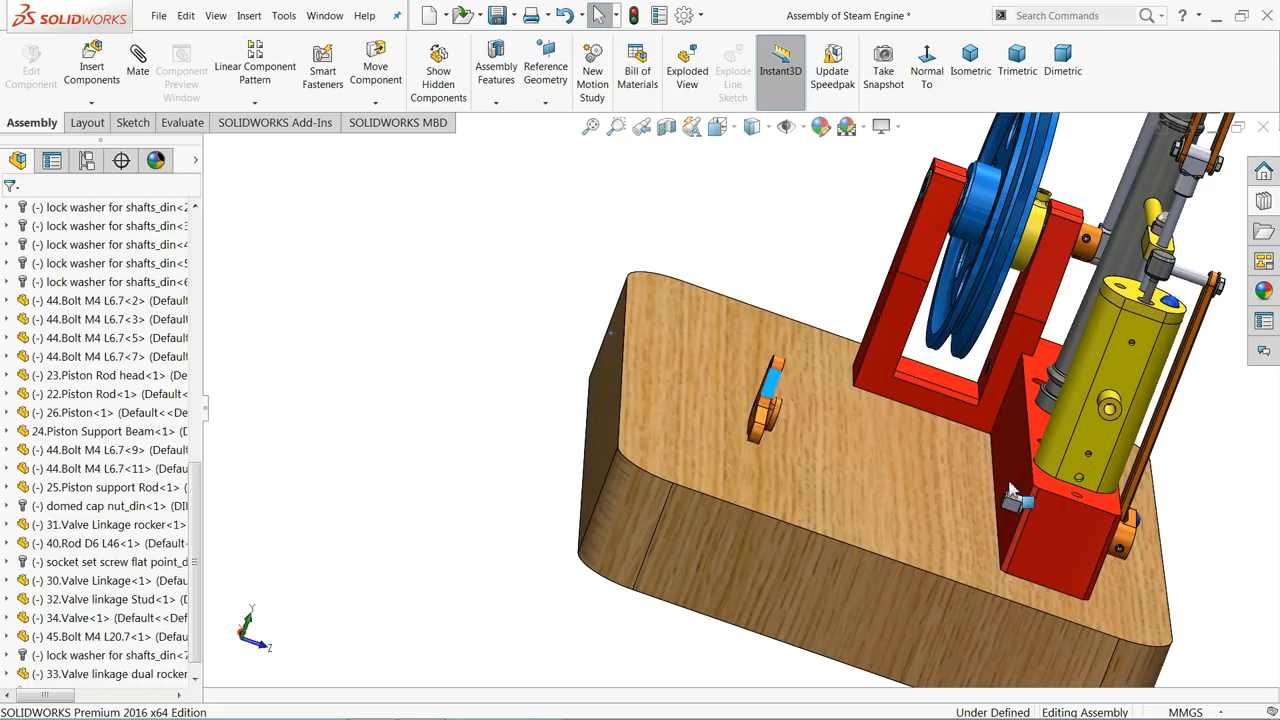 SOLIDWORKS File Edit View Insert Tools Window Help Assembly of Steam Engine * Search Commands ?
Edit Component
Insert Components
Mate
Component Preview Window
Linear Component Pattern
Smart Fasteners
Move Component
Show Hidden Components
Assembly Features
Reference Geometry
New Motion Study
Bill of Materials
Exploded View
Explode Line Sketch
Instant3D
Update Speedpak
Take Snapshot
Normal To
Isometric
Trimetric
Dimetric
Assembly Layout Sketch Evaluate SOLIDWORKS Add-Ins SOLIDWORKS MBD
(-) lock washer for shafts_din<2
(-) lock washer for shafts_din<3
(-) lock washer for shafts_din<4
(-) lock washer for shafts_din<5
(-) lock washer for shafts_din<6
(-) 44.Bolt M4 L6.7<2> (Default
(-) 44.Bolt M4 L6.7<3> (Default
(-) 44.Bolt M4 L6.7<5> (Default
(-) 44.Bolt M4 L6.7<7> (Default
(-) 23.Piston Rod head<1> (Def
(-) 22.Piston Rod<1> (Default<
(-) 26.Piston<1> (Default<<De
24.Piston Support Beam<1> (
(-) 44.Bolt M4 L6.7<9> (Defau
(-) 44.Bolt M4 L6.7<11> (Defau
(-) 25.Piston support Rod<1> (
(-) domed cap nut_din<1> (DI
(-) 31.Valve Linkage rocker<1>
(-) 40.Rod D6 L46<1> (Default
(-) socket set screw flat point_d
(-) 30.Valve Linkage<1> (Defau
(-) 32.Valve linkage Stud<1> (D
(-) 34.Valve<1> (Default<<Def
(-) 45.Bolt M4 L20.7<1> (Defau
(-) lock washer for shafts_din<7
(-) 33.Valve linkage dual rocker
Y
Z
SOLIDWORKS Premium 2016 x64 Edition Under Defined Editing Assembly MMGS